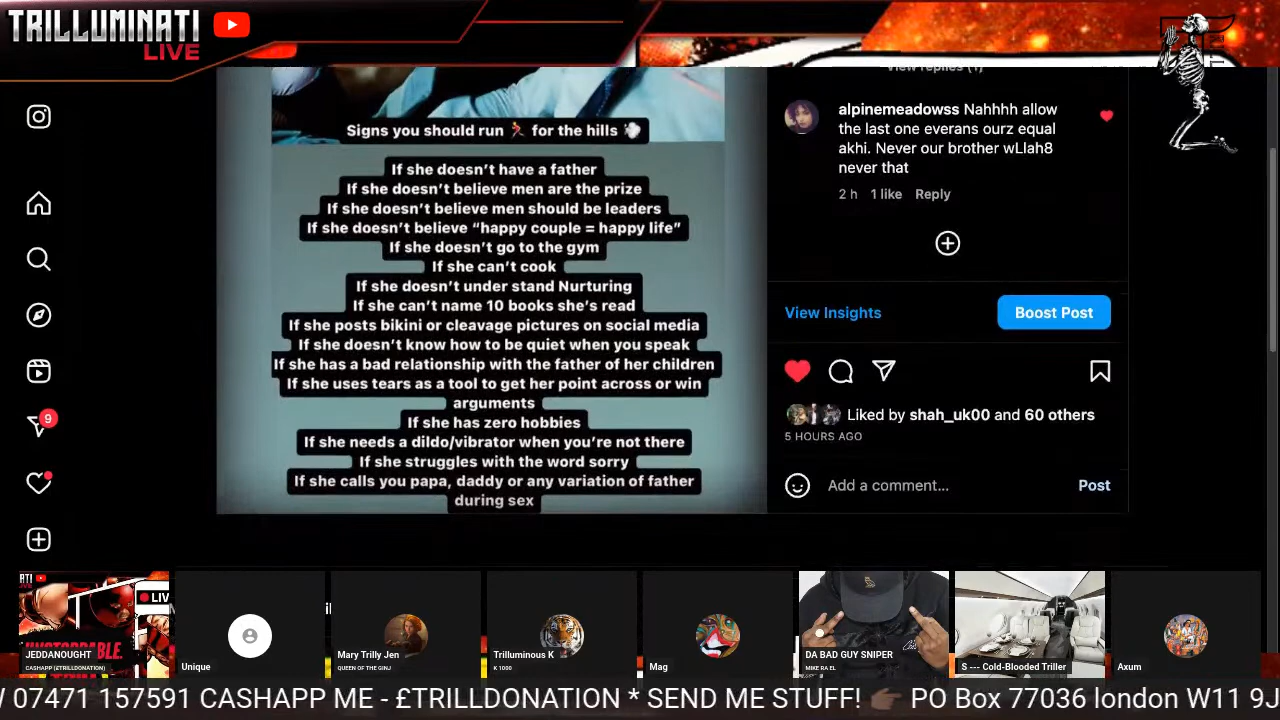 TRILLUMINATI
LIVE
View replies (1)
Signs you should run 🏃 for the hills 💨
If she doesn't have a father
If she doesn't believe men are the prize
If she doesn't believe men should be leaders
If she doesn't believe "happy couple = happy life"
If she doesn't go to the gym
If she can't cook
If she doesn't under stand Nurturing
If she can't name 10 books she's read
If she posts bikini or cleavage pictures on social media
If she doesn't know how to be quiet when you speak
If she has a bad relationship with the father of her children
If she uses tears as a tool to get her point across or win
arguments
If she has zero hobbies
If she needs a dildo/vibrator when you're not there
If she struggles with the word sorry
If she calls you papa, daddy or any variation of father
during sex
alpinemeadowss Nahhhh allow
the last one everans ourz equal
akhi. Never our brother wLlah8
never that
2 h 1 like Reply
View Insights
Boost Post
Liked by shah_uk00 and 60 others
5 HOURS AGO
Add a comment...
Post
9
LIV
JEDDANOUGHT
CASHAPP (£TRILLDONATION)
Unique
Mary Trilly Jen
QUEEN OF THE GINJ
Trilluminous K
K 1000
Mag
DA BAD GUY SNIPER
MIKE RA EL
S --- Cold-Blooded Triller
Axum
07471 157591 CASHAPP ME - £TRILLDONATION * SEND ME STUFF! 👉🏿 PO Box 77036 london W11 9J